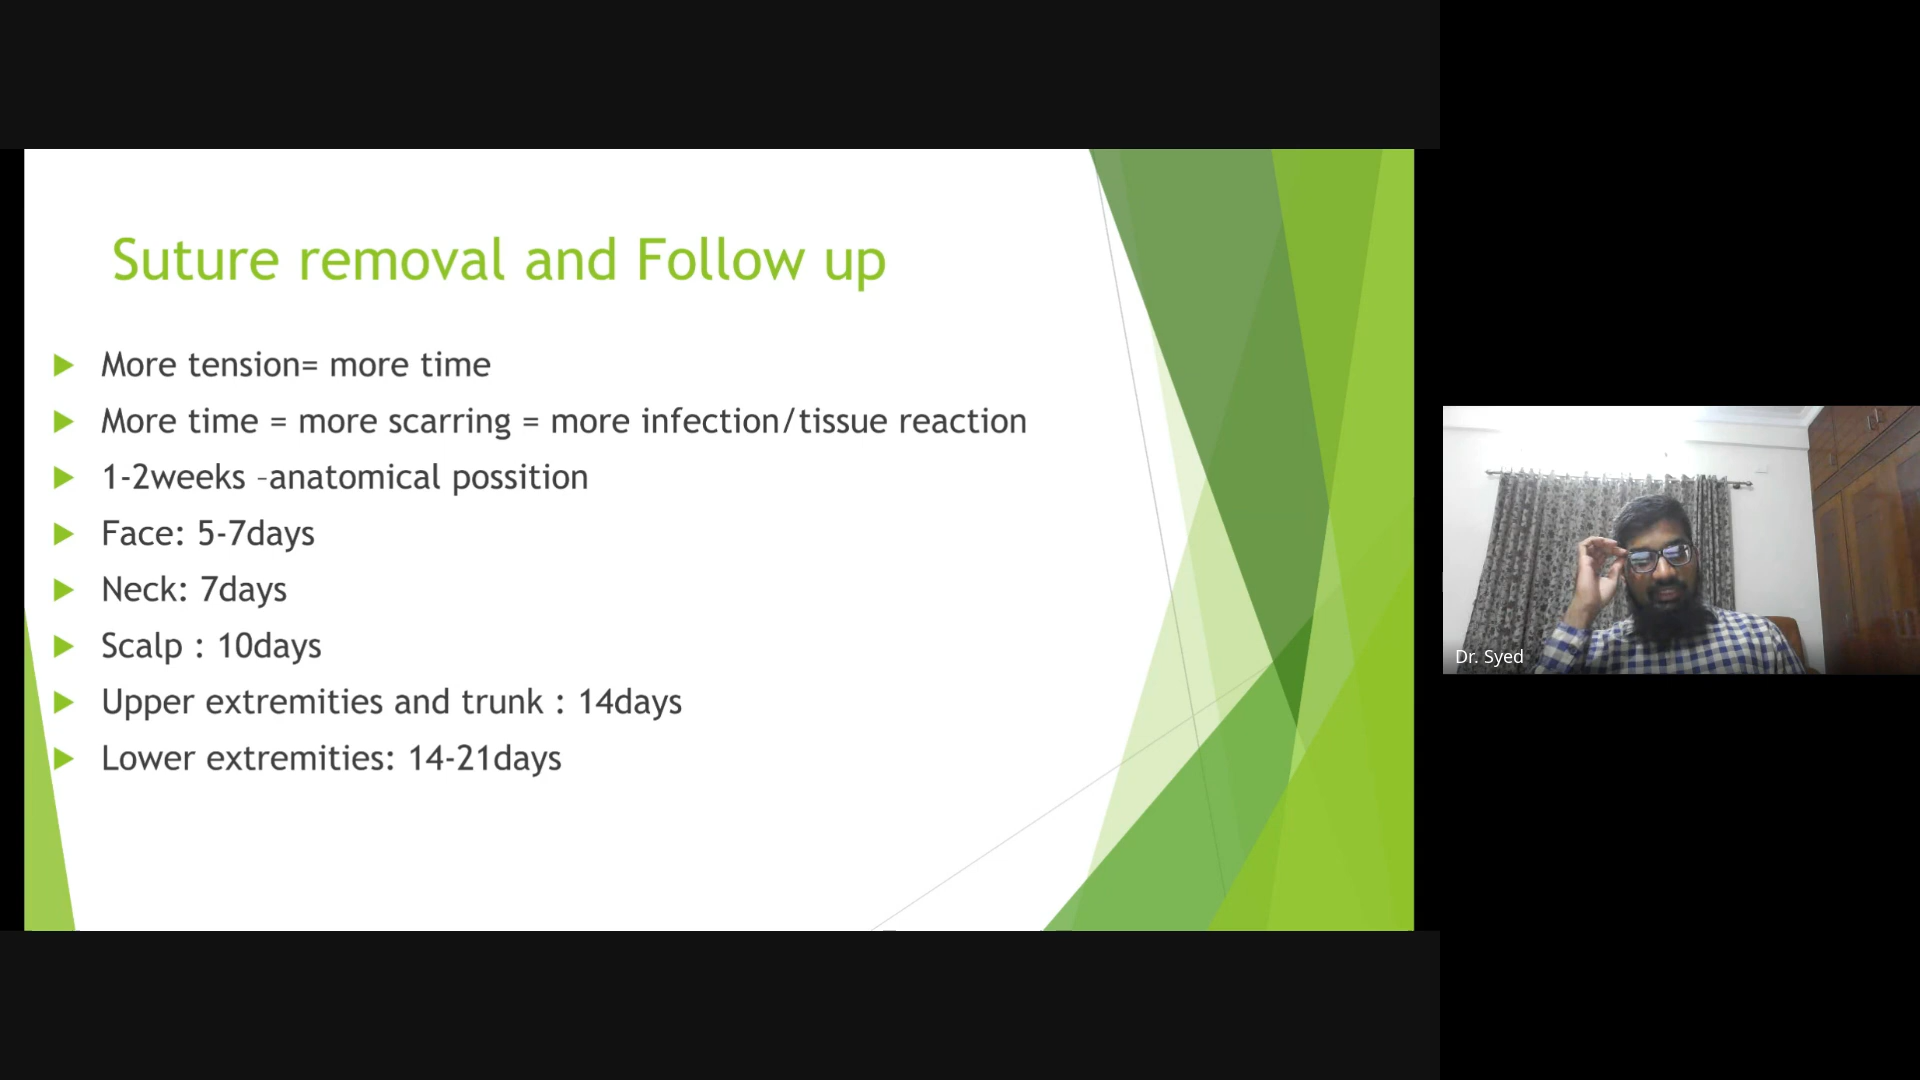 Suture removal and Follow up
More tension= more time
More time = more scarring = more infection/tissue reaction
1-2weeks –anatomical possition
Face: 5-7days
Neck: 7days
Scalp : 10days
Upper extremities and trunk : 14days
Lower extremities: 14-21days
Dr. Syed